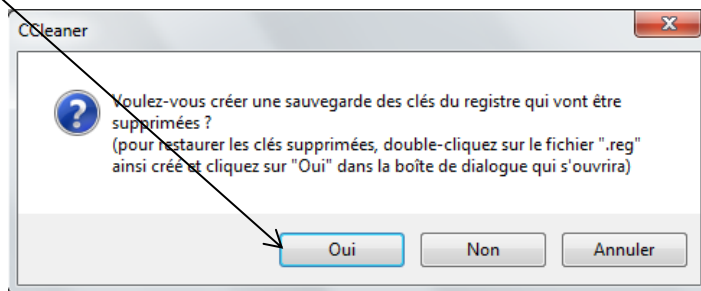 CCleaner
Voulez-vous créer une sauvegarde des clés du registre qui vont être
supprimées ?
(pour restaurer les clés supprimées, double-cliquez sur le fichier ".reg"
ainsi créé et cliquez sur "Oui" dans la boîte de dialogue qui s'ouvrira)
Oui Non Annuler